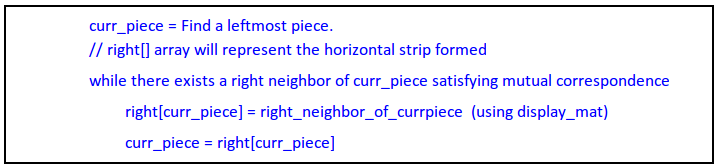 curr_piece = Find a leftmost piece.
// right[] array will represent the horizontal strip formed
while there exists a right neighbor of curr_piece satisfying mutual correspondence
right[curr_piece] = right_neighbor_of_currpiece (using display_mat)
curr_piece = right[curr_piece]